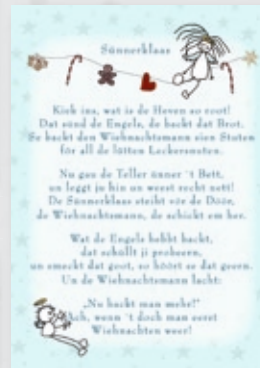 Sünnerklaas
Kiek ins, wat is de Heven so root!
Dat sünd de Engels, de backt dat Brot.
Se backt den Wiehnachtsmann sien Stuten
för all de lütten Leckersnuten.
Nu gau de Teller ünner ´t Bett,
un leggt jo hin un weest recht nett!
De Sünnerklaas steiht vör de Döör,
de Wiehnachtsmann, de schickt em her.
Wat de Engels hebbt backt,
dat schüllt ji probeern,
un smeckt dat goot, so höört se dat geern.
Un de Wiehnachtsmann lacht:
„Nu backt man mehr!"
Ach, wenn ´t doch man eerst
Wiehnachten weer!